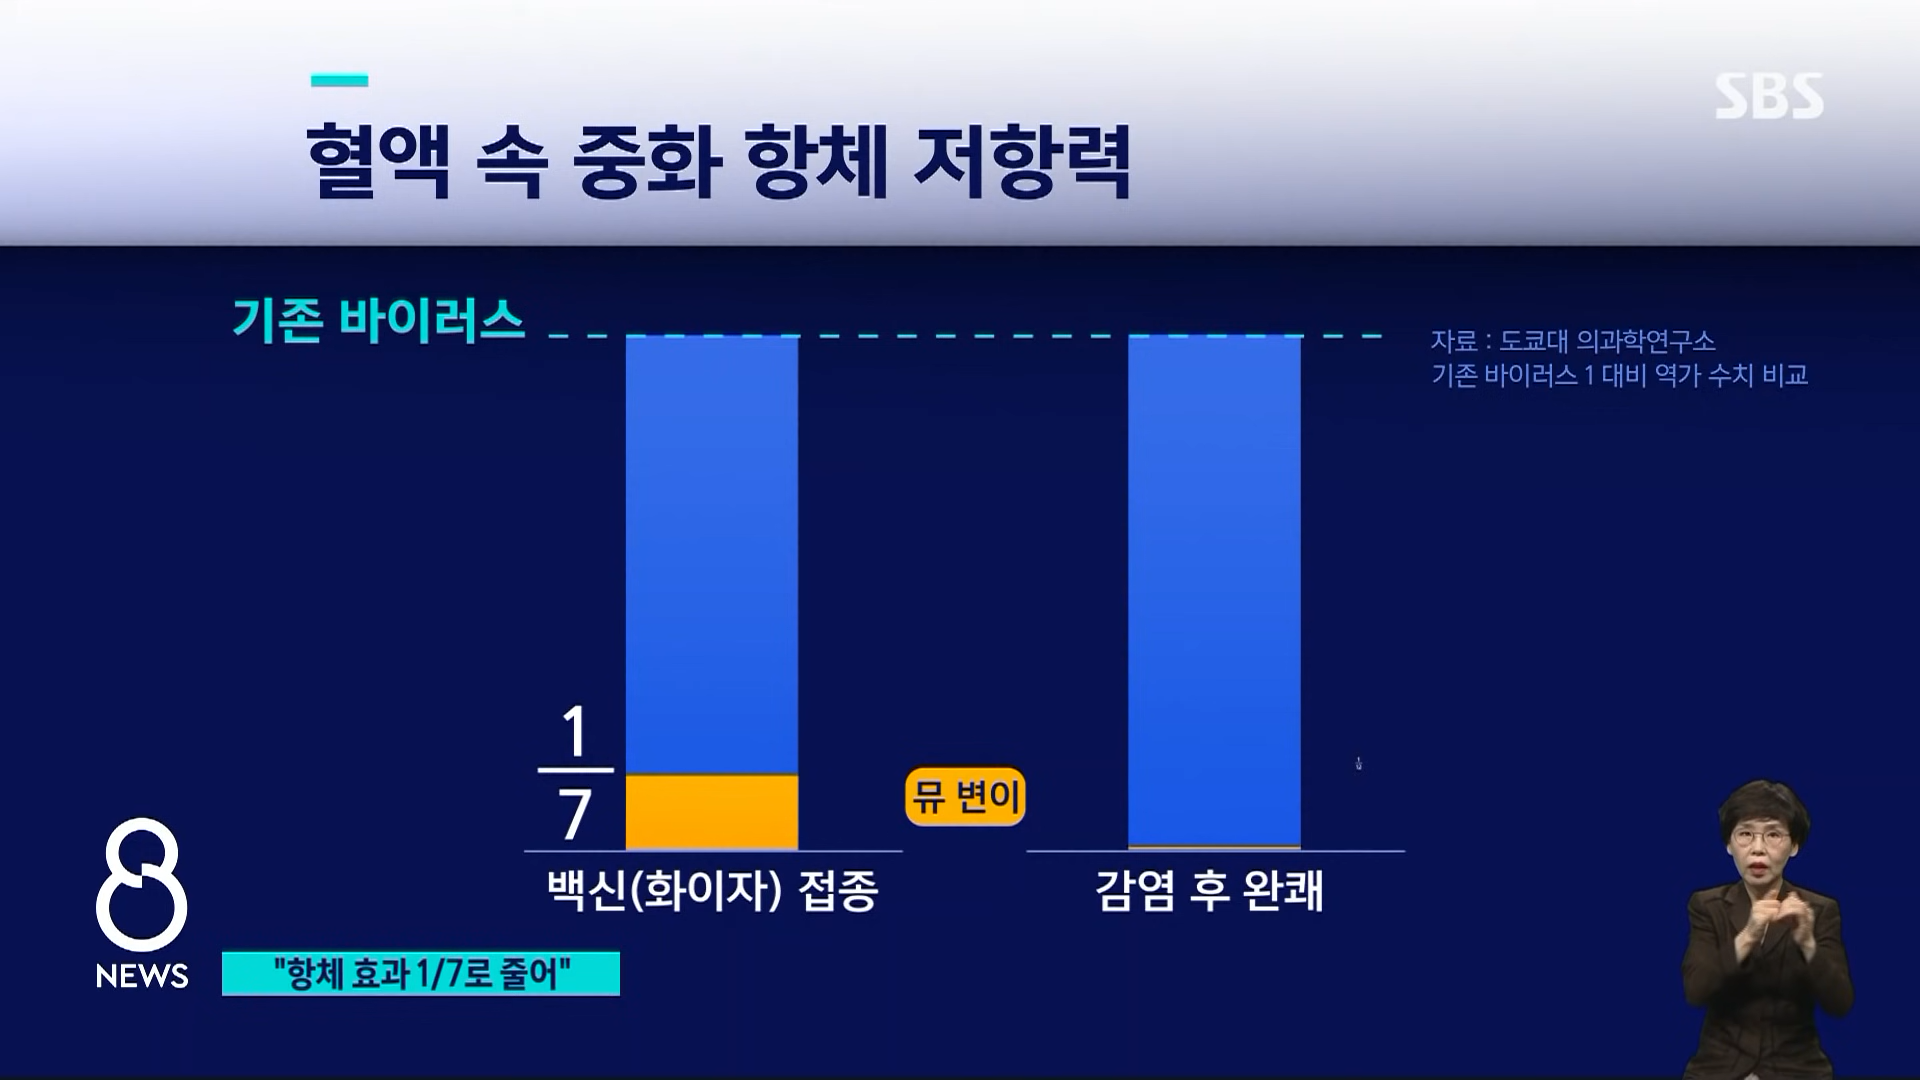 SBS
혈액 속 중화 항체 저항력
기존 바이러스
자료 : 도쿄대 의과학연구소
기존 바이러스 1 대비 역가 수치 비교
1
7
뮤 변이
백신(화이자) 접종
감염 후 완쾌
8
NEWS
"항체 효과 1/7로 줄어"